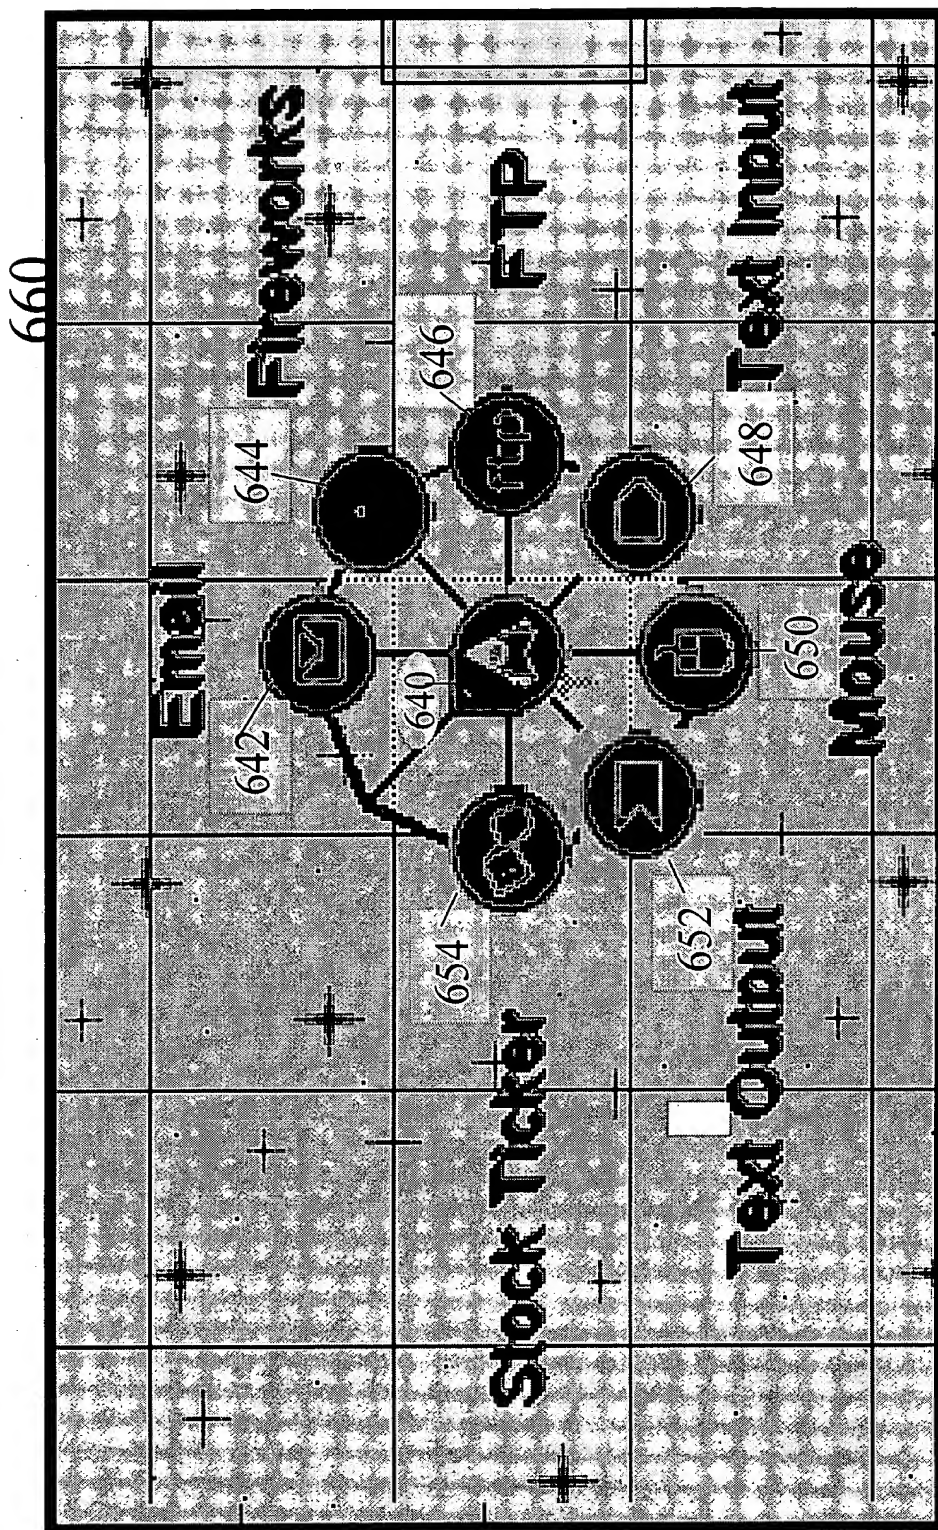 660
Email
Fireworks
642
644
640
646
Stock Ticker
654
ftp
FTP
652
648
Text Output
650
Text Input
Mouse